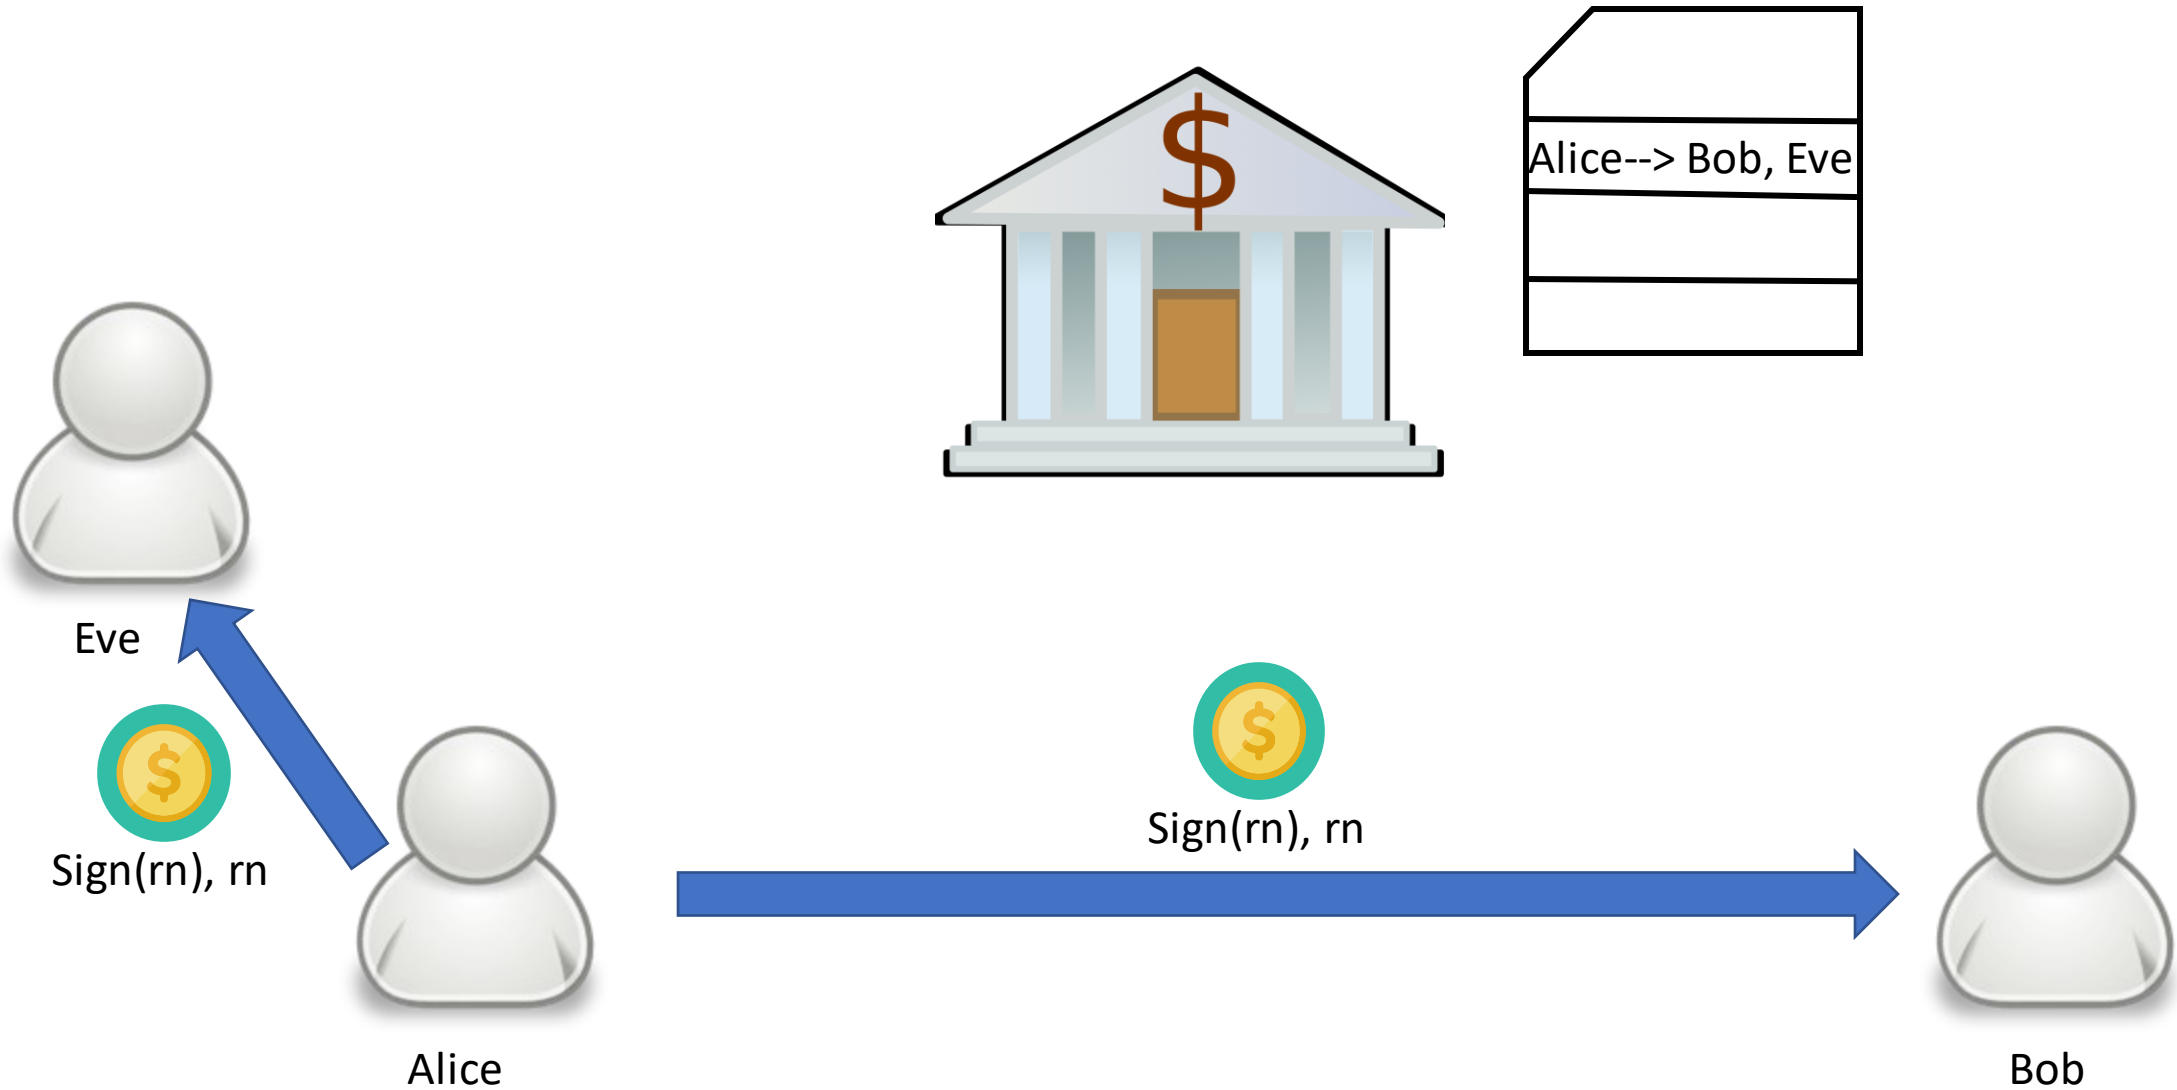 $
Alice--> Bob, Eve
Eve
$
Sign(rn), rn
$
Sign(rn), rn
Alice
Bob